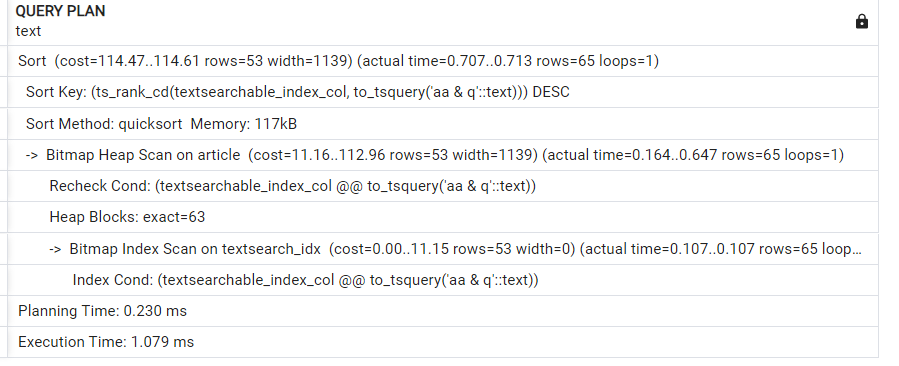 QUERY PLAN
text
Sort  (cost=114.47..114.61 rows=53 width=1139) (actual time=0.707..0.713 rows=65 loops=1)
Sort Key: (ts_rank_cd(textsearchable_index_col, to_tsquery('aa & q'::text))) DESC
Sort Method: quicksort  Memory: 117kB
->  Bitmap Heap Scan on article  (cost=11.16..112.96 rows=53 width=1139) (actual time=0.164..0.647 rows=65 loops=1)
Recheck Cond: (textsearchable_index_col @@ to_tsquery('aa & q'::text))
Heap Blocks: exact=63
->  Bitmap Index Scan on textsearch_idx  (cost=0.00..11.15 rows=53 width=0) (actual time=0.107..0.107 rows=65 loop...
Index Cond: (textsearchable_index_col @@ to_tsquery('aa & q'::text))
Planning Time: 0.230 ms
Execution Time: 1.079 ms